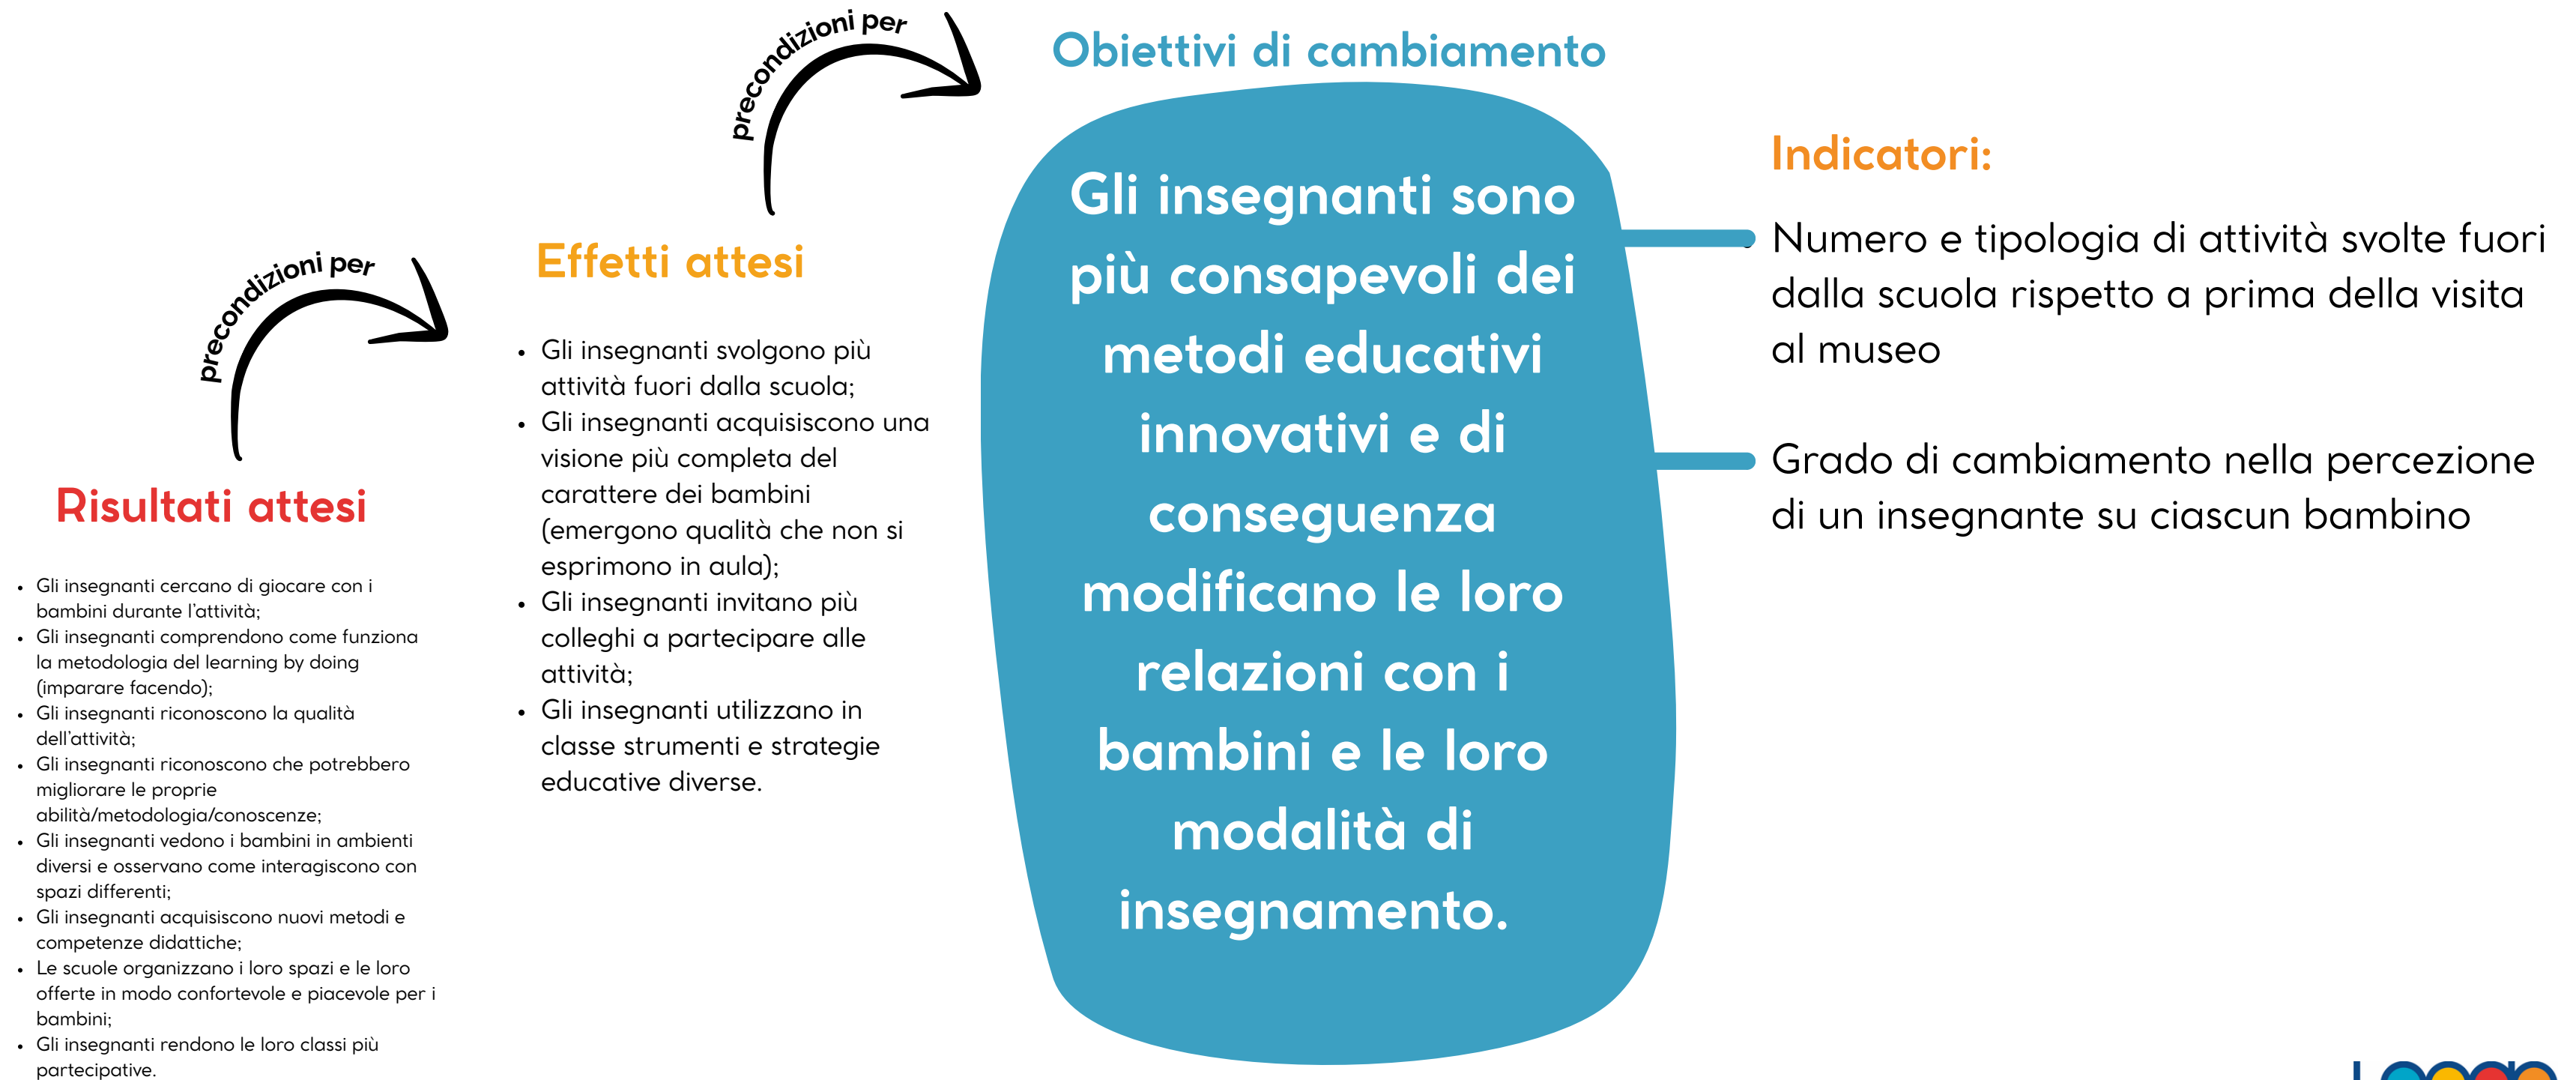 precondizioni per
Risultati attesi
• Gli insegnanti cercano di giocare con i
bambini durante l'attività;
• Gli insegnanti comprendono come funziona
la metodologia del learning by doing
(imparare facendo);
• Gli insegnanti riconoscono la qualità
dell'attività;
• Gli insegnanti riconoscono che potrebbero
migliorare le proprie
abilità/metodologia/conoscenze;
• Gli insegnanti vedono i bambini in ambienti
diversi e osservano come interagiscono con
spazi differenti;
• Gli insegnanti acquisiscono nuovi metodi e
competenze didattiche;
• Le scuole organizzano i loro spazi e le loro
offerte in modo confortevole e piacevole per i
bambini;
• Gli insegnanti rendono le loro classi più
partecipative.
precondizioni per
Effetti attesi
• Gli insegnanti svolgono più
attività fuori dalla scuola;
• Gli insegnanti acquisiscono una
visione più completa del
carattere dei bambini
(emergono qualità che non si
esprimono in aula);
• Gli insegnanti invitano più
colleghi a partecipare alle
attività;
• Gli insegnanti utilizzano in
classe strumenti e strategie
educative diverse.
Obiettivi di cambiamento
Gli insegnanti sono
più consapevoli dei
metodi educativi
innovativi e di
conseguenza
modificano le loro
relazioni con i
bambini e le loro
modalità di
insegnamento.
Indicatori:
Numero e tipologia di attività svolte fuori
dalla scuola rispetto a prima della visita
al museo
Grado di cambiamento nella percezione
di un insegnante su ciascun bambino